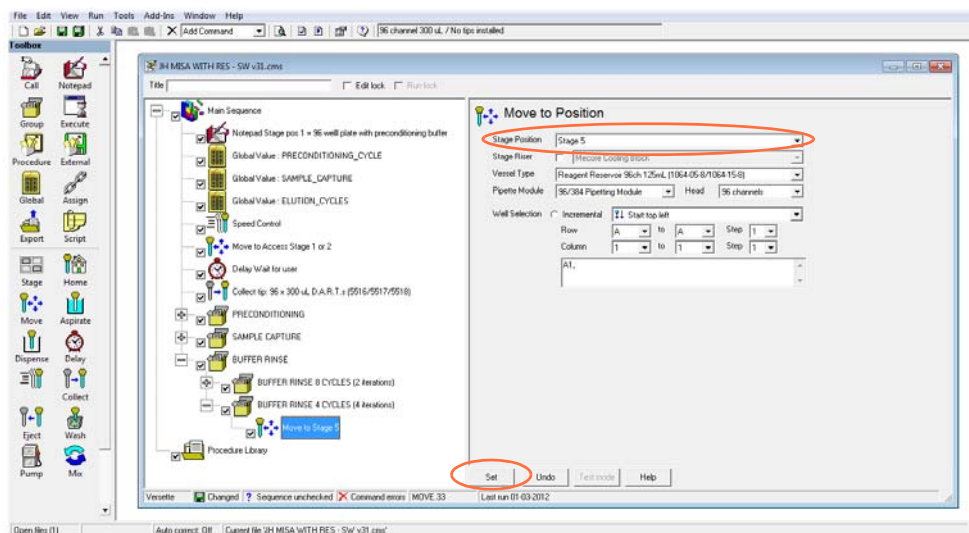 File Edit View Run Tools Add-Ins Window Help
Add Command 96 channel 300 uL / No tips installed
Toolbox
Call Notepad
Group Execute
Procedure External
Global Assign
Export Script
Stage Home
Move Aspirate
Dispense Delay
Collect
Eject Wash
Pump Mix
JH MISA WITH RES - SW v31.cms
Title Edit lock Run lock
Main Sequence
Notepad Stage pos 1 = 96 well plate with preconditioning buffer
Global Value : PRECONDITIONING_CYCLE
Global Value : SAMPLE_CAPTURE
Global Value : ELUTION_CYCLES
Speed Control
Move to Access Stage 1 or 2
Delay Wait for user
Collect tip: 96 x 300 uL D.A.R.T.s (5516/5517/5518)
PRECONDITIONING
SAMPLE CAPTURE
BUFFER RINSE
BUFFER RINSE 8 CYCLES (2 iterations)
BUFFER RINSE 4 CYCLES (4 iterations)
Move to Stage 5
Procedure Library
Move to Position
Stage Position Stage 5
Stage Riser Mecore Cooling Block
Vessel Type Reagent Reservoir 96ch 125mL (1064-05-8/1064-15-8)
Pipette Module 96/384 Pipetting Module Head 96 channels
Well Selection Incremental Start top left
Row A to A Step 1
Column 1 to 1 Step 1
A1,
Set Undo Test mode Help
Versette Changed ? Sequence unchecked Command errors MOVE.33 Last run 01-03-2012
Open files (1) Auto correct: Off Current file 'JH MISA WITH RES - SW v31.cms'